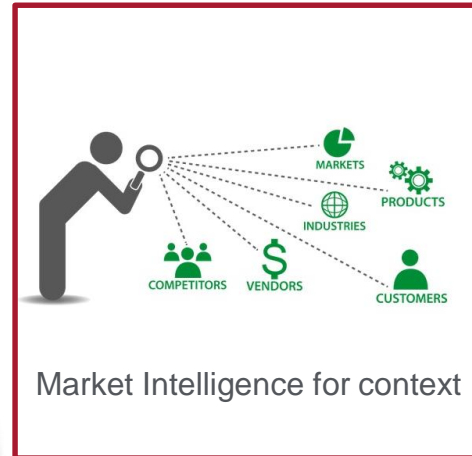 MARKETS
PRODUCTS
INDUSTRIES
COMPETITORS
VENDORS
CUSTOMERS
Market Intelligence for context